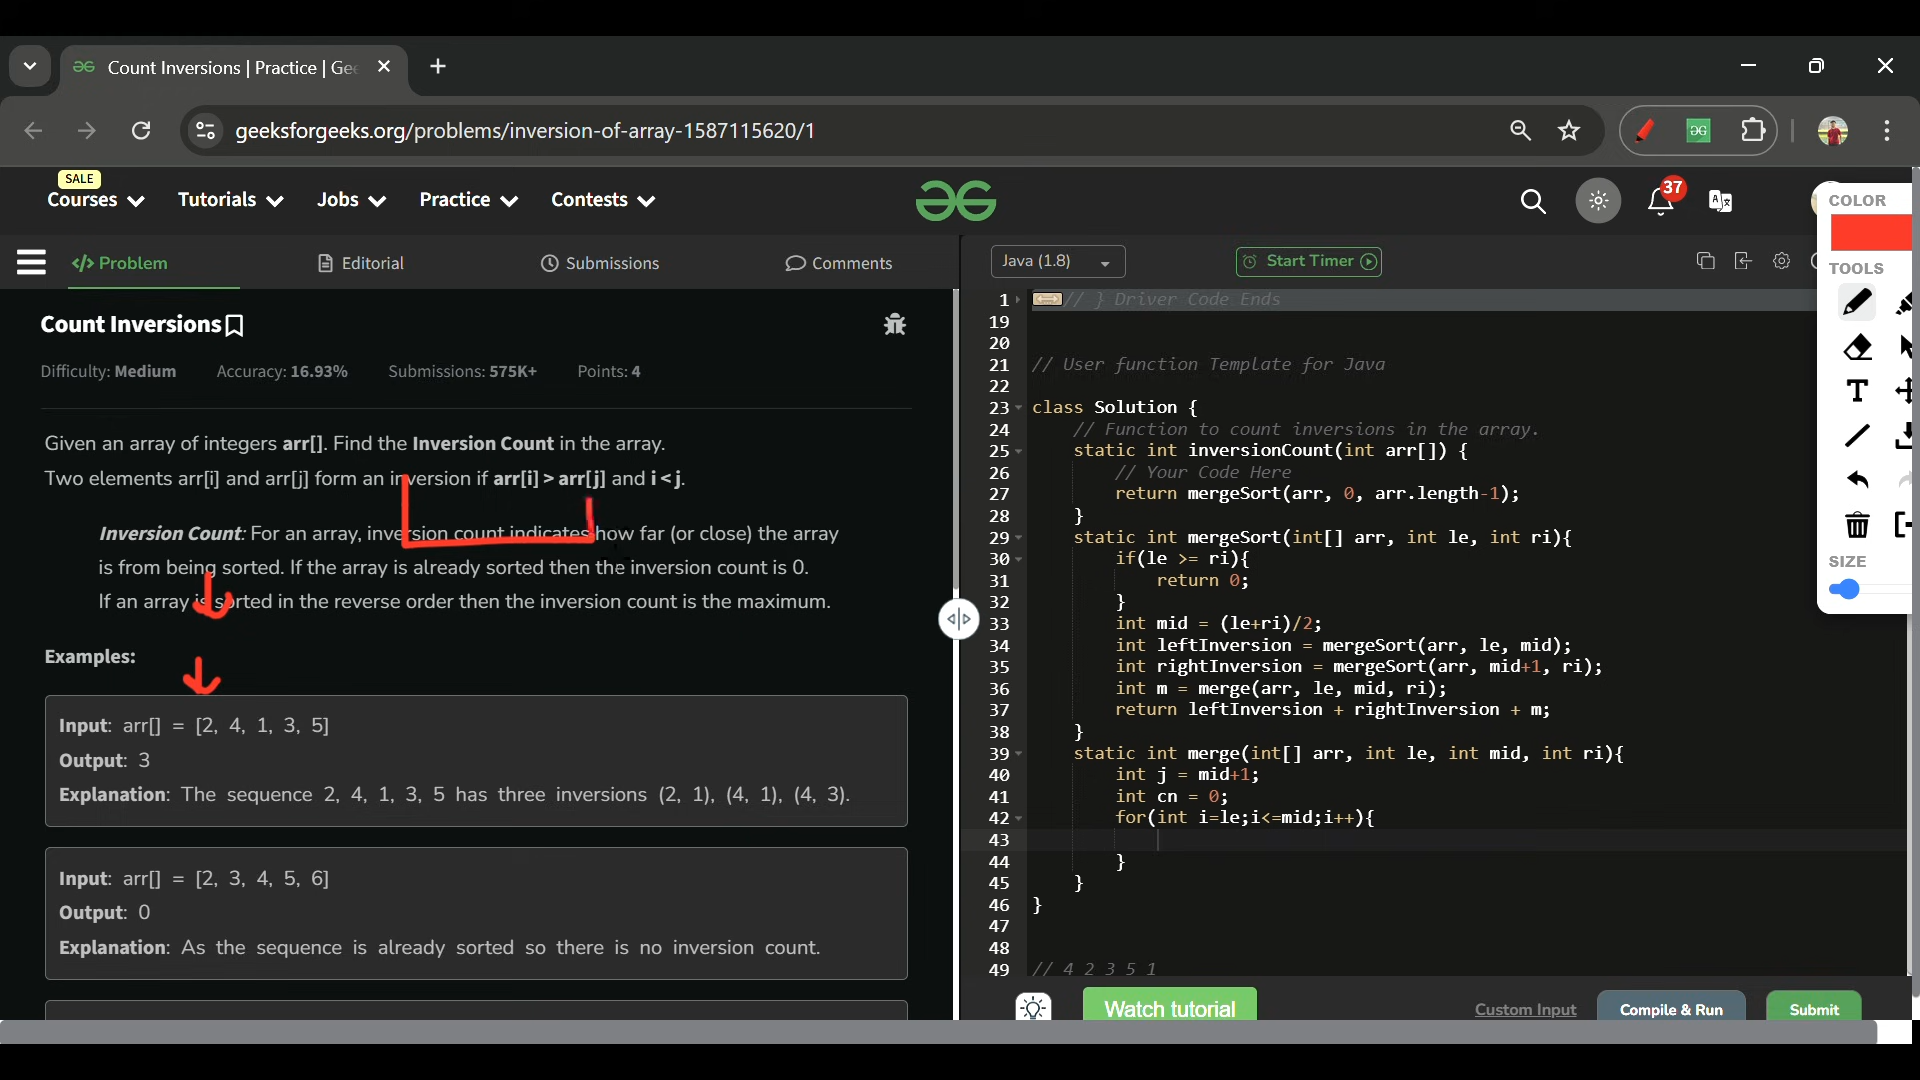 Count Inversions | Practice | Gee
geeksforgeeks.org/problems/inversion-of-array-1587115620/1
SALE
Courses
Tutorials
Jobs
Practice
Contests
37
</> Problem
Editorial
Submissions
Comments
Java (1.8)
Start Timer
Count Inversions
Difficulty: Medium
Accuracy: 16.93%
Submissions: 575K+
Points: 4
Given an array of integers arr[]. Find the Inversion Count in the array.
Two elements arr[i] and arr[j] form an inversion if arr[i] > arr[j] and i < j.
Inversion Count: For an array, inversion count indicates how far (or close) the array
is from being sorted. If the array is already sorted then the inversion count is 0.
If an array is sorted in the reverse order then the inversion count is the maximum.
Examples:
Input: arr[] = [2, 4, 1, 3, 5]
Output: 3
Explanation: The sequence 2, 4, 1, 3, 5 has three inversions (2, 1), (4, 1), (4, 3).
Input: arr[] = [2, 3, 4, 5, 6]
Output: 0
Explanation: As the sequence is already sorted so there is no inversion count.
1 // } Driver Code Ends
19
20
21 // User function Template for Java
22
23 class Solution {
24 // Function to count inversions in the array.
25 static int inversionCount(int arr[]) {
26 // Your Code Here
27 return mergeSort(arr, 0, arr.length-1);
28 }
29 static int mergeSort(int[] arr, int le, int ri){
30 if(le >= ri){
31 return 0;
32 }
33 int mid = (le+ri)/2;
34 int leftInversion = mergeSort(arr, le, mid);
35 int rightInversion = mergeSort(arr, mid+1, ri);
36 int m = merge(arr, le, mid, ri);
37 return leftInversion + rightInversion + m;
38 }
39 static int merge(int[] arr, int le, int mid, int ri){
40 int j = mid+1;
41 int cn = 0;
42 for(int i=le;i<=mid;i++){
43
44 }
45 }
46 }
47
48
49 // 4 2 3 5 1
Watch tutorial
Custom Input
Compile & Run
Submit
COLOR
TOOLS
T
SIZE